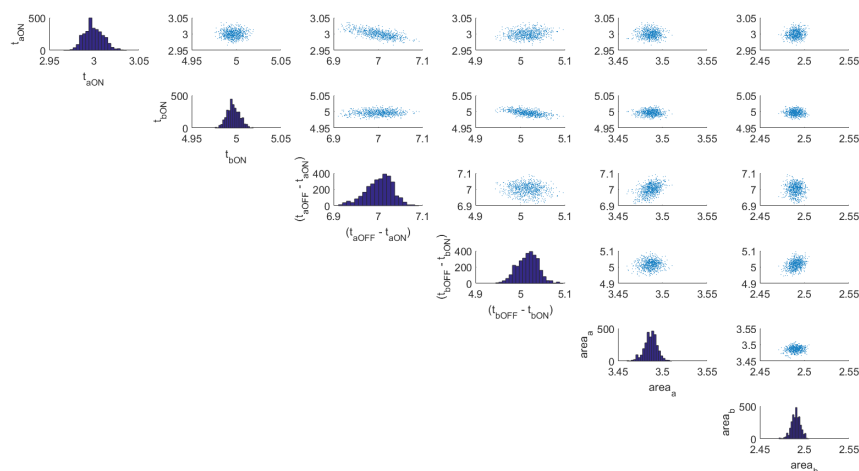 t_aON
500
0
2.95 3 3.05
t_aON
3.05
3
2.95
4.95 5 5.05
3.05
3
2.95
6.9 7 7.1
3.05
3
2.95
4.9 5 5.1
3.05
3
2.95
3.45 3.5 3.55
3.05
3
2.95
2.45 2.5 2.55
t_bON
500
0
4.95 5 5.05
t_bON
5.05
5
4.95
6.9 7 7.1
5.05
5
4.95
4.9 5 5.1
5.05
5
4.95
3.45 3.5 3.55
5.05
5
4.95
2.45 2.5 2.55
(t_aOFF - t_aON)
400
200
0
6.9 7 7.1
(t_aOFF - t_aON)
7.1
7
6.9
4.9 5 5.1
7.1
7
6.9
3.45 3.5 3.55
7.1
7
6.9
2.45 2.5 2.55
(t_bOFF - t_bON)
400
200
0
4.9 5 5.1
(t_bOFF - t_bON)
5.1
5
4.9
3.45 3.5 3.55
5.1
5
4.9
2.45 2.5 2.55
area_a
500
0
3.45 3.5 3.55
area_a
3.55
3.5
3.45
2.45 2.5 2.55
area_b
500
0
2.45 2.5 2.55
area_b